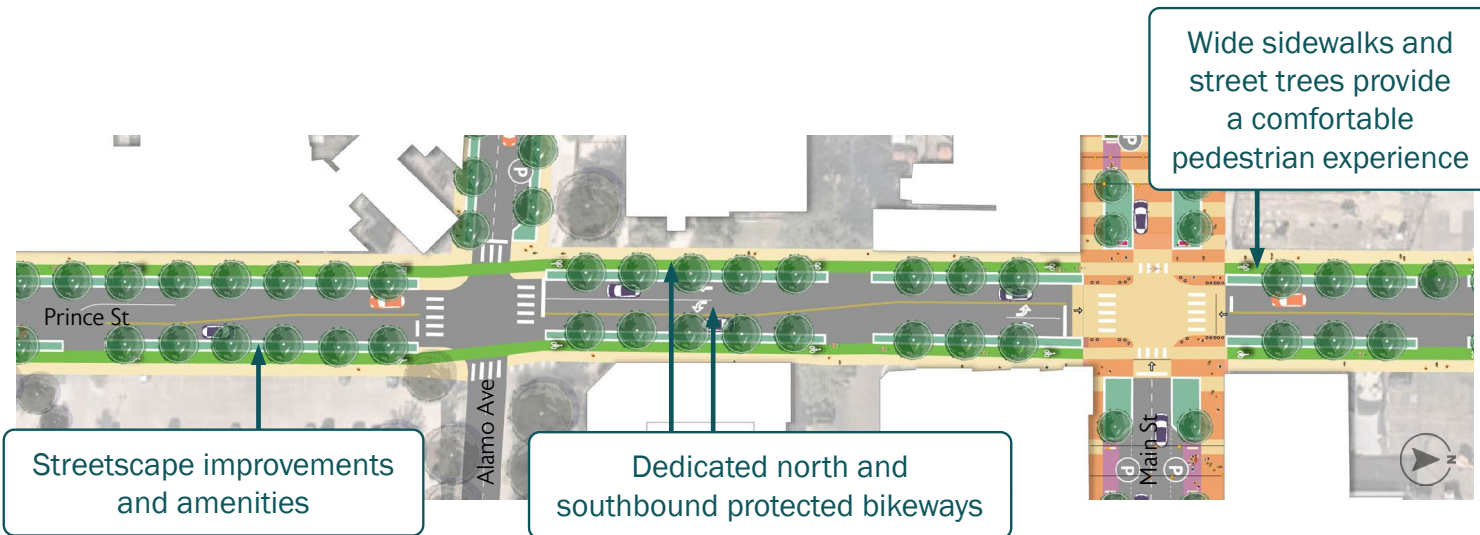 Wide sidewalks and
street trees provide
a comfortable
pedestrian experience
P
P
Prince St
Alamo Ave
Main St
P
P
N
Streetscape improvements
and amenities
Dedicated north and
southbound protected bikeways